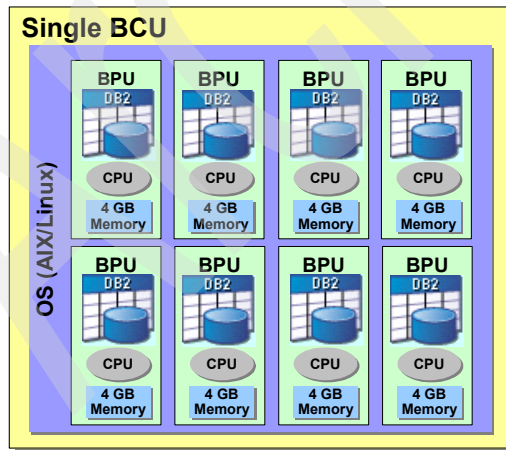 Single BCU
OS (AIX/Linux)
BPU
DB2
CPU
4 GB
Memory
BPU
DB2
CPU
4 GB
Memory
BPU
DB2
CPU
4 GB
Memory
BPU
DB2
CPU
4 GB
Memory
BPU
DB2
CPU
4 GB
Memory
BPU
DB2
CPU
4 GB
Memory
BPU
DB2
CPU
4 GB
Memory
BPU
DB2
CPU
4 GB
Memory